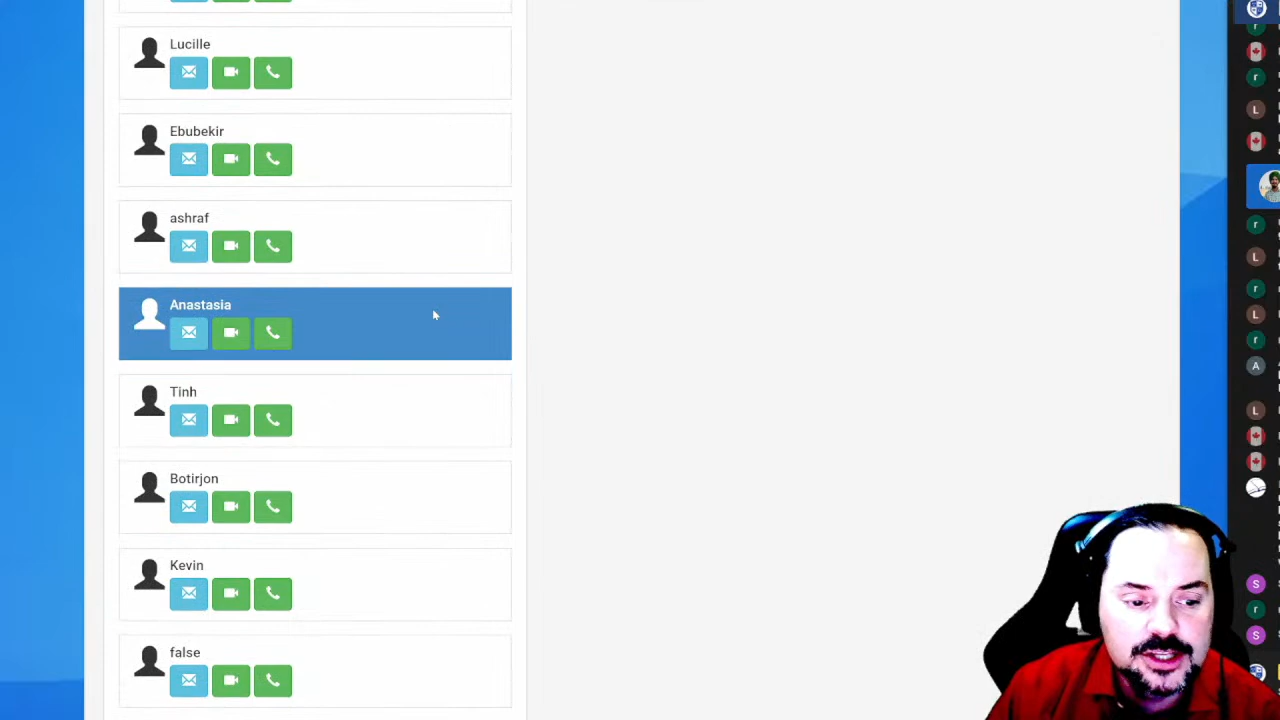 Lucille
Ebubekir
ashraf
Anastasia
Tinh
Botirjon
Kevin
false
r
r
L
r
L
r
L
r
A
L
S
r
S